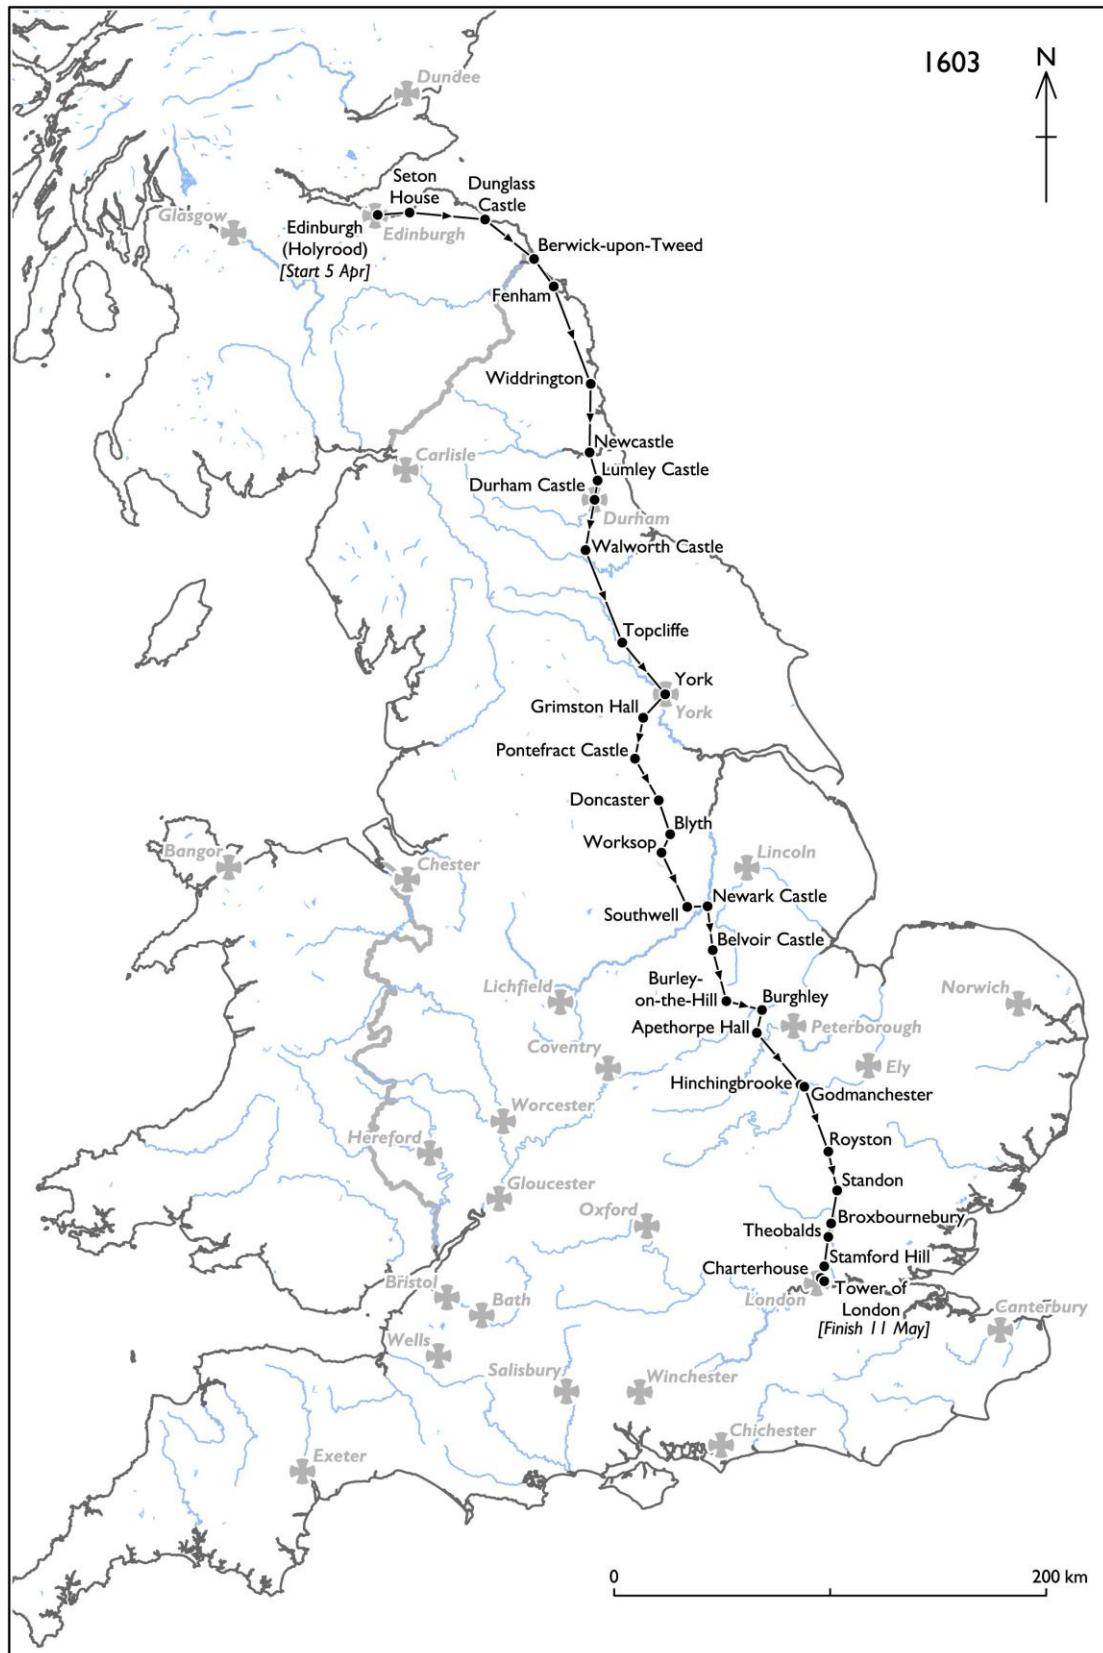 1603
N
Dundee
Seton
House
Dunglass
Castle
Glasgow
Edinburgh
(Holyrood)
[Start 5 Apr]
Edinburgh
Berwick-upon-Tweed
Fenham
Widdrington
Newcastle
Carlisle
Lumley Castle
Durham Castle
Durham
Walworth Castle
Topcliffe
York
York
Grimston Hall
Pontefract Castle
Doncaster
Blyth
Worksop
Bangor
Chester
Lincoln
Newark Castle
Southwell
Belvoir Castle
Burley-
on-the-Hill
Burghley
Lichfield
Norwich
Apethorpe Hall
Peterborough
Coventry
Ely
Hinchingbrooke
Godmanchester
Worcester
Hereford
Royston
Gloucester
Standon
Oxford
Broxbournebury
Theobalds
Stamford Hill
Charterhouse
Bristol
London
Tower of
London
[Finish 11 May]
Bath
Canterbury
Wells
Salisbury
Winchester
Chichester
Exeter
0
200 km